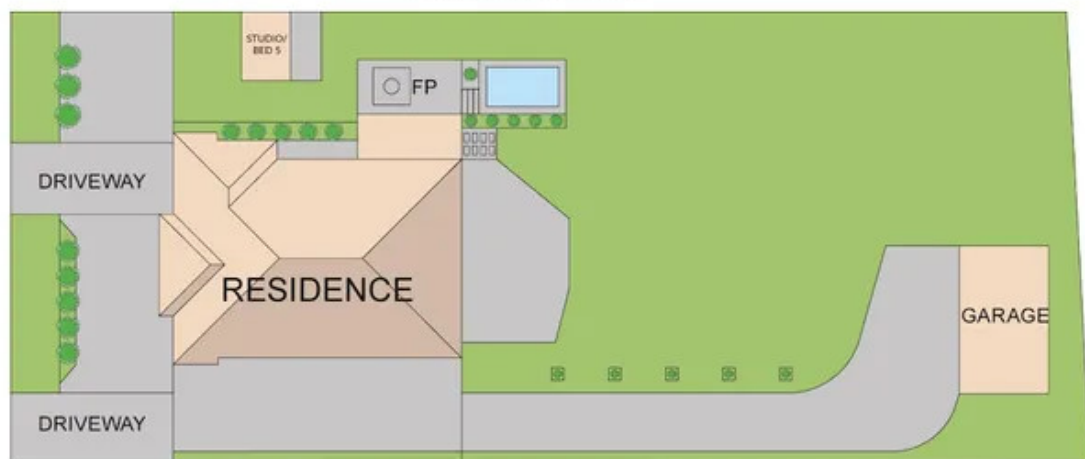 STUDIO/
BED 5
FP
DRIVEWAY
RESIDENCE
GARAGE
DRIVEWAY